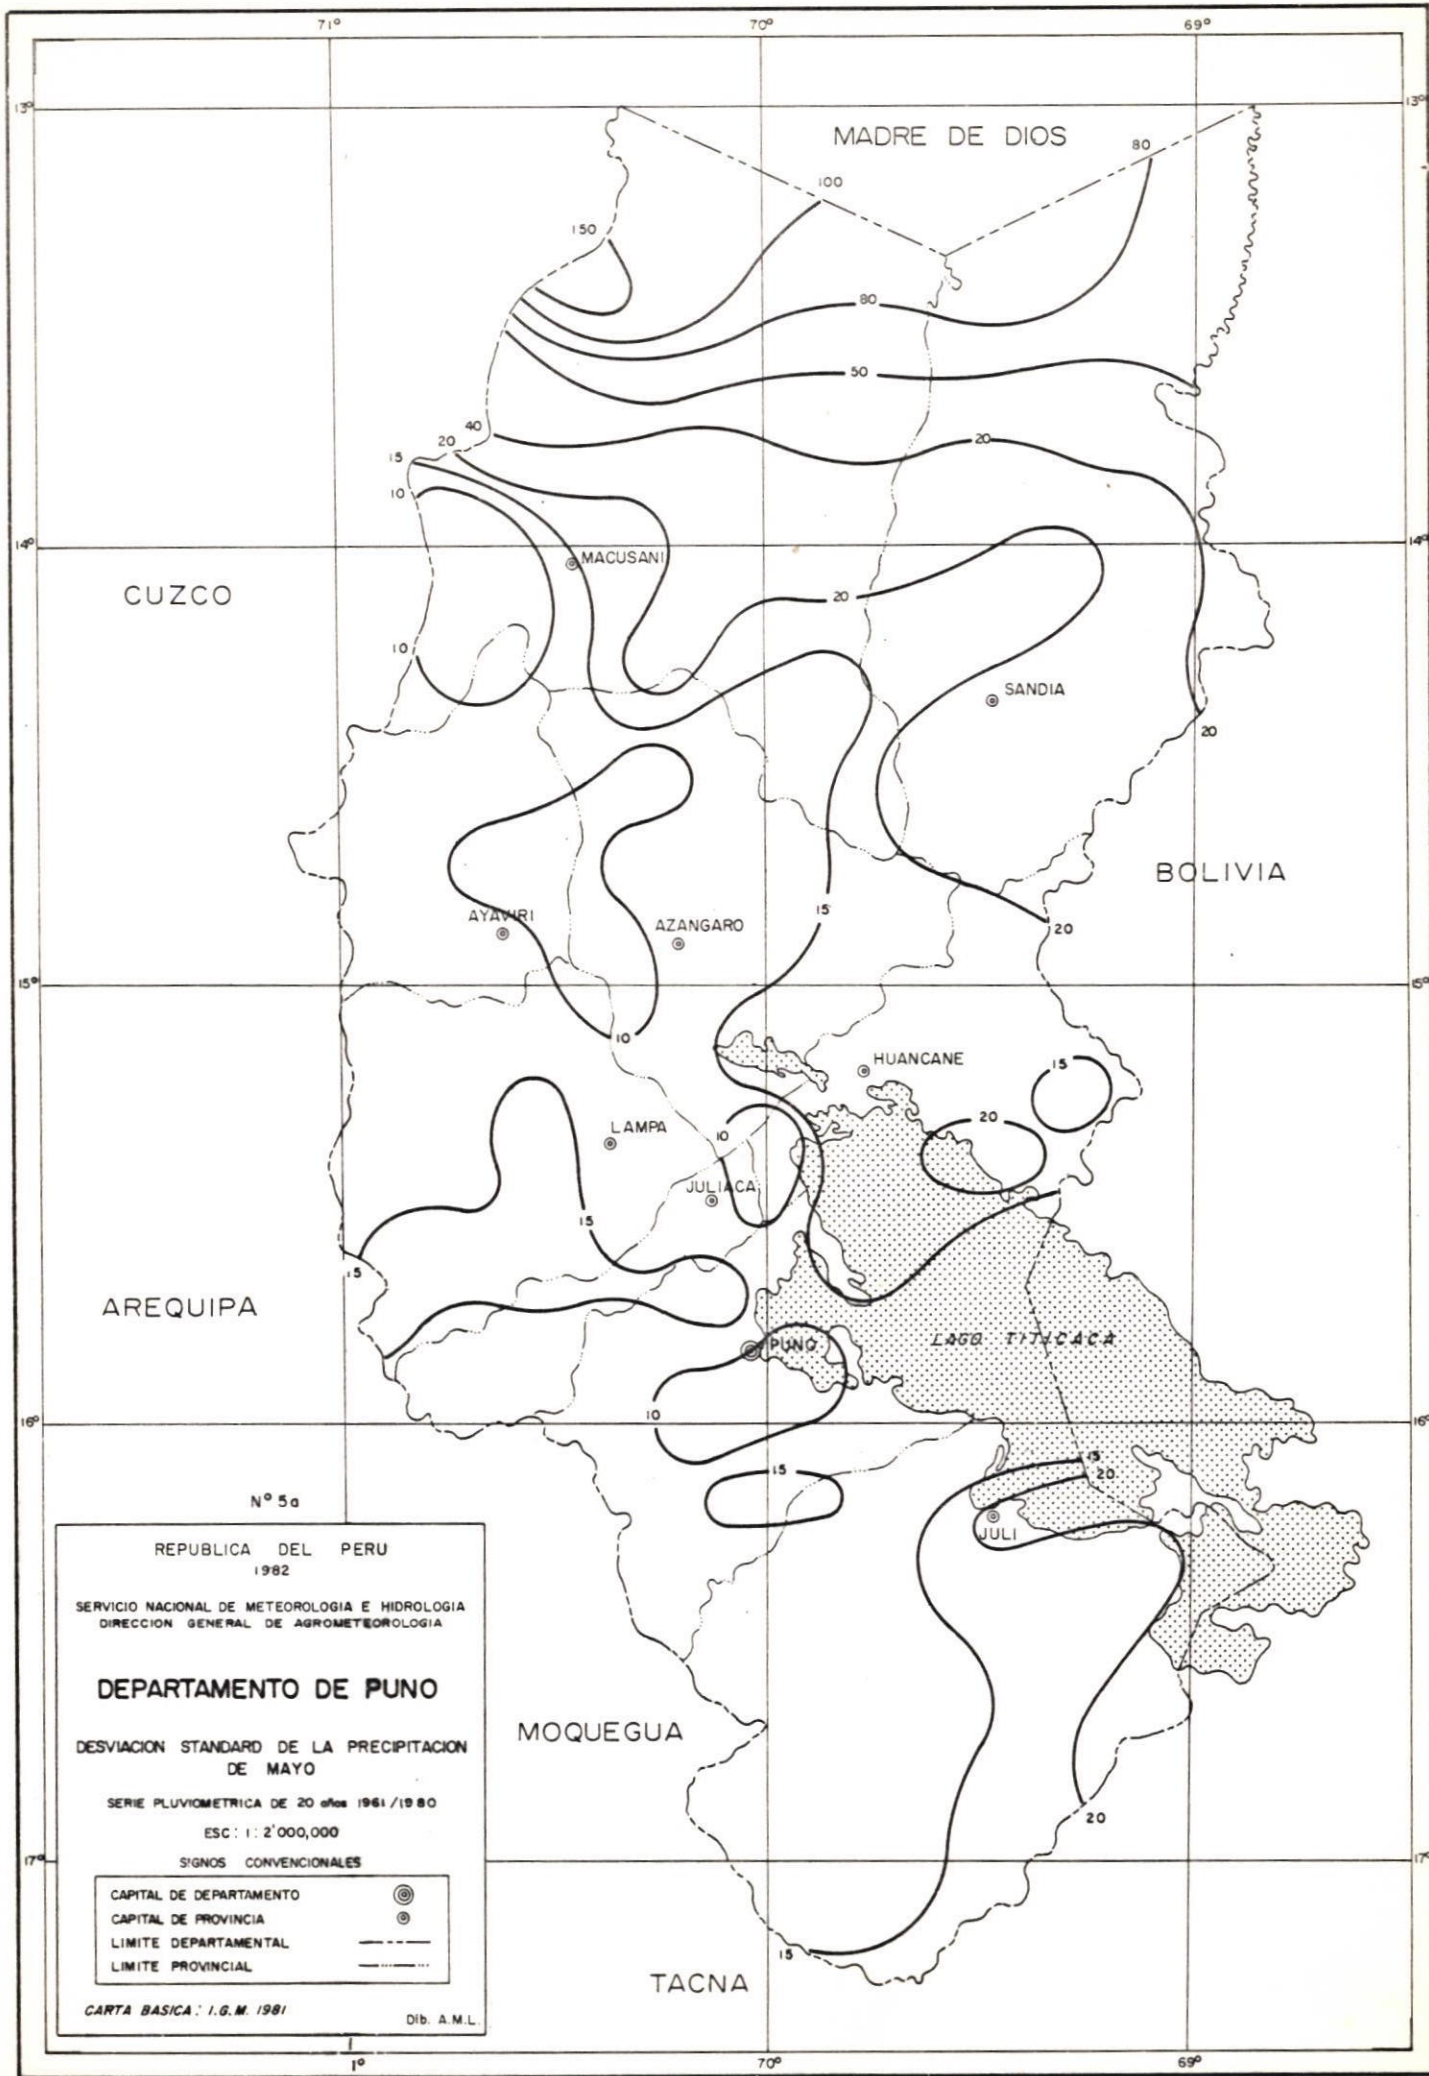 71°
70°
69°
13°
13°
MADRE DE DIOS
80
100
150
80
50
40
20
20
15
10
14°
14°
MACUSANI
CUZCO
20
10
SANDIA
20
BOLIVIA
15
AYAVIRI
AZANGARO
20
15°
15°
10
HUANCANE
15
20
LAMPA
10
JULIACA
15
15
AREQUIPA
LAGO TITICACA
PUNO
10
16°
16°
15
15
20
JULI
N° 5a
REPUBLICA DEL PERU
1982
SERVICIO NACIONAL DE METEOROLOGIA E HIDROLOGIA
DIRECCION GENERAL DE AGROMETEOROLOGIA
DEPARTAMENTO DE PUNO
DESVIACION STANDARD DE LA PRECIPITACION
DE MAYO
SERIE PLUVIOMETRICA DE 20 años 1961/1980
ESC: 1: 2'000,000
SIGNOS CONVENCIONALES
CAPITAL DE DEPARTAMENTO
CAPITAL DE PROVINCIA
LIMITE DEPARTAMENTAL
LIMITE PROVINCIAL
CARTA BASICA: I.G.M. 1981
Dib. A.M.L.
MOQUEGUA
20
17°
17°
15
TACNA
1°
70°
69°